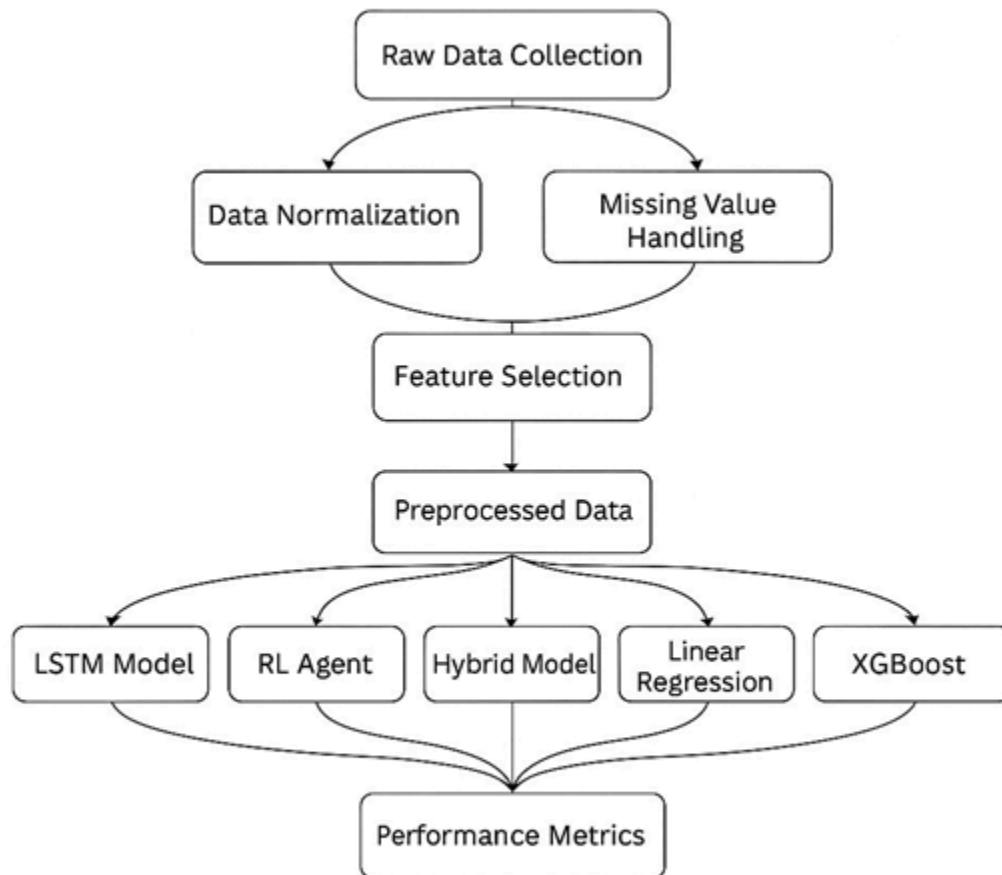 Raw Data Collection
Data Normalization
Missing Value
Handling
Feature Selection
Preprocessed Data
LSTM Model
RL Agent
Hybrid Model
Linear
Regression
XGBoost
Performance Metrics